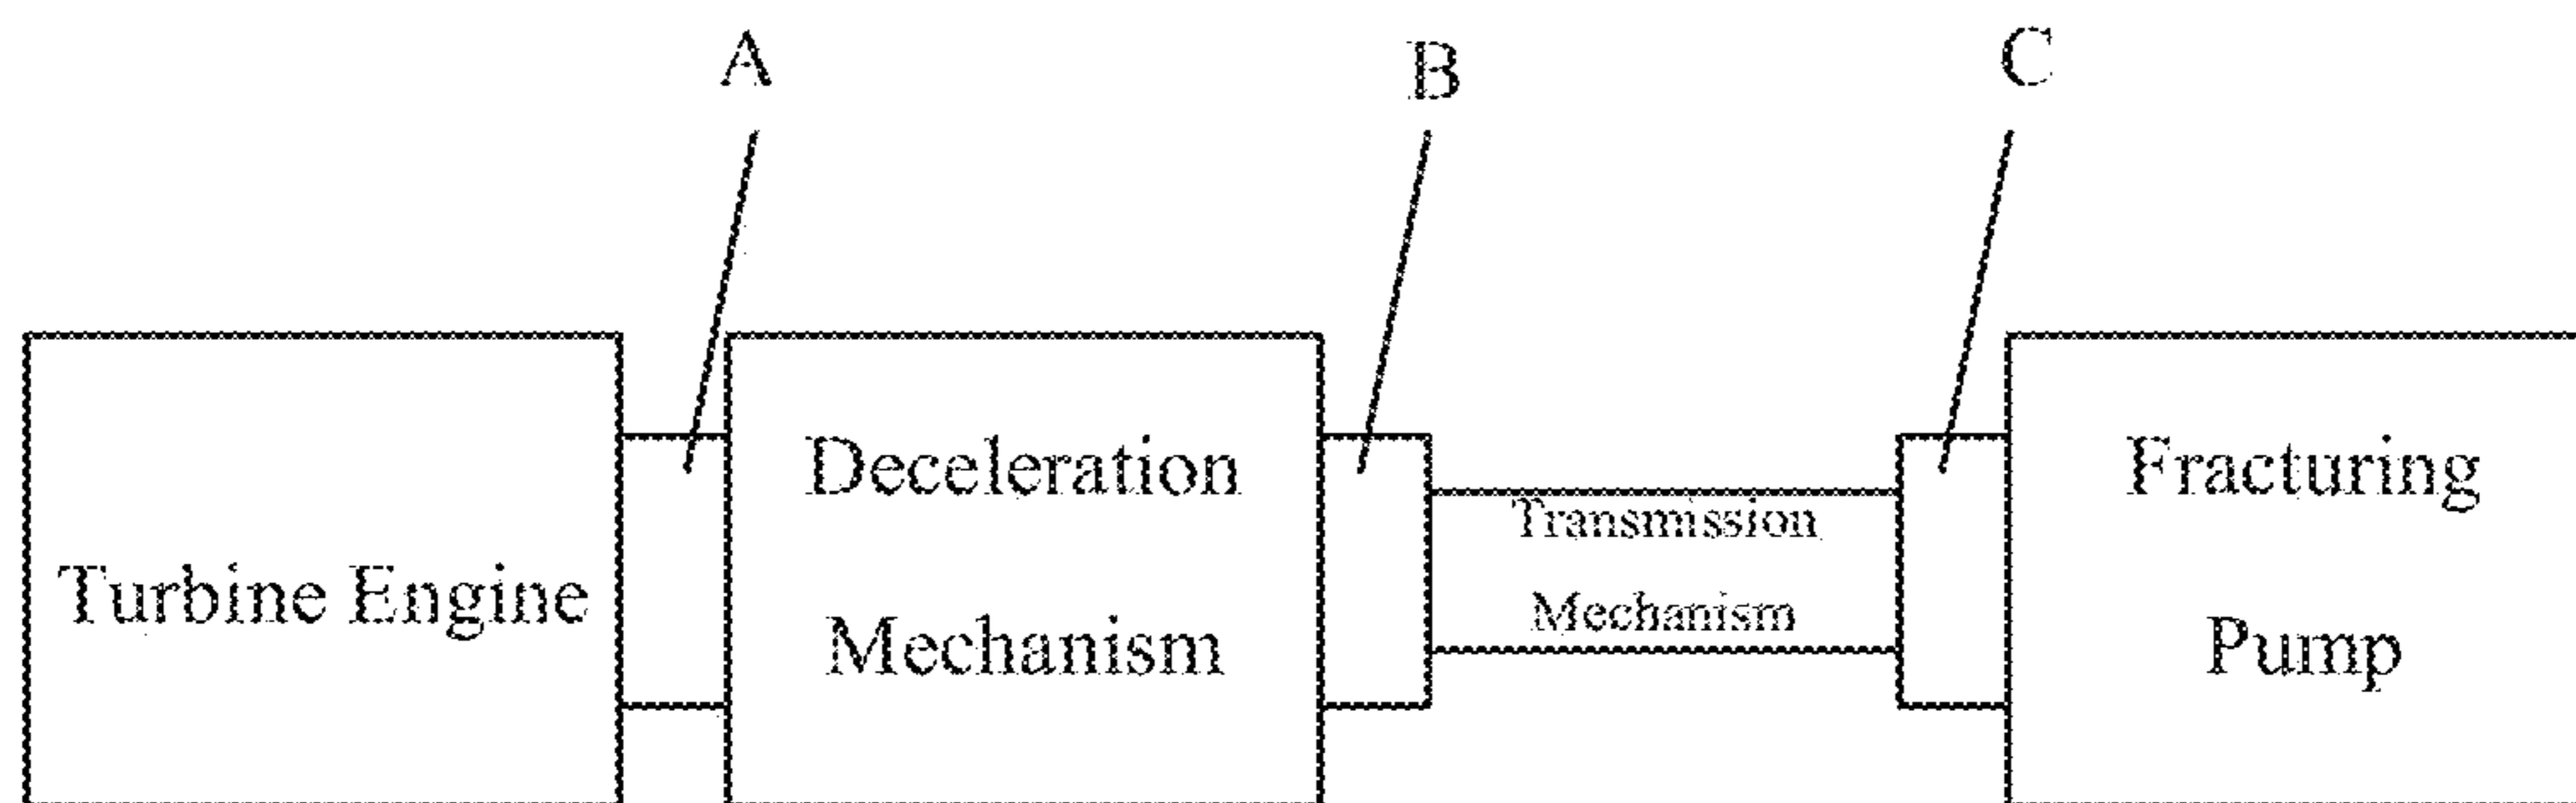 A
B
C
Turbine Engine
Deceleration
Mechanism
Transmission
Mechanism
Fracturing
Pump